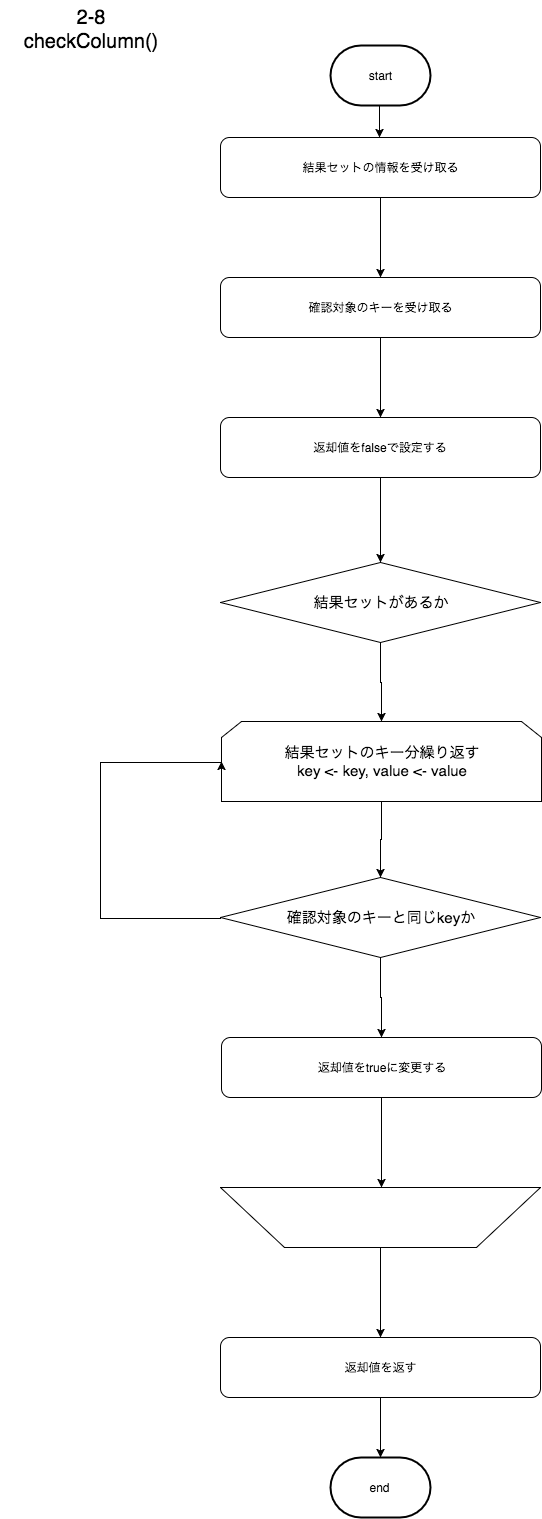 2-8
checkColumn()
start
結果セットの情報を受け取る
確認対象のキーを受け取る
返却値をfalseで設定する
結果セットがあるか
結果セットのキー分繰り返す
key <- key, value <- value
確認対象のキーと同じkeyか
返却値をtrueに変更する
返却値を返す
end